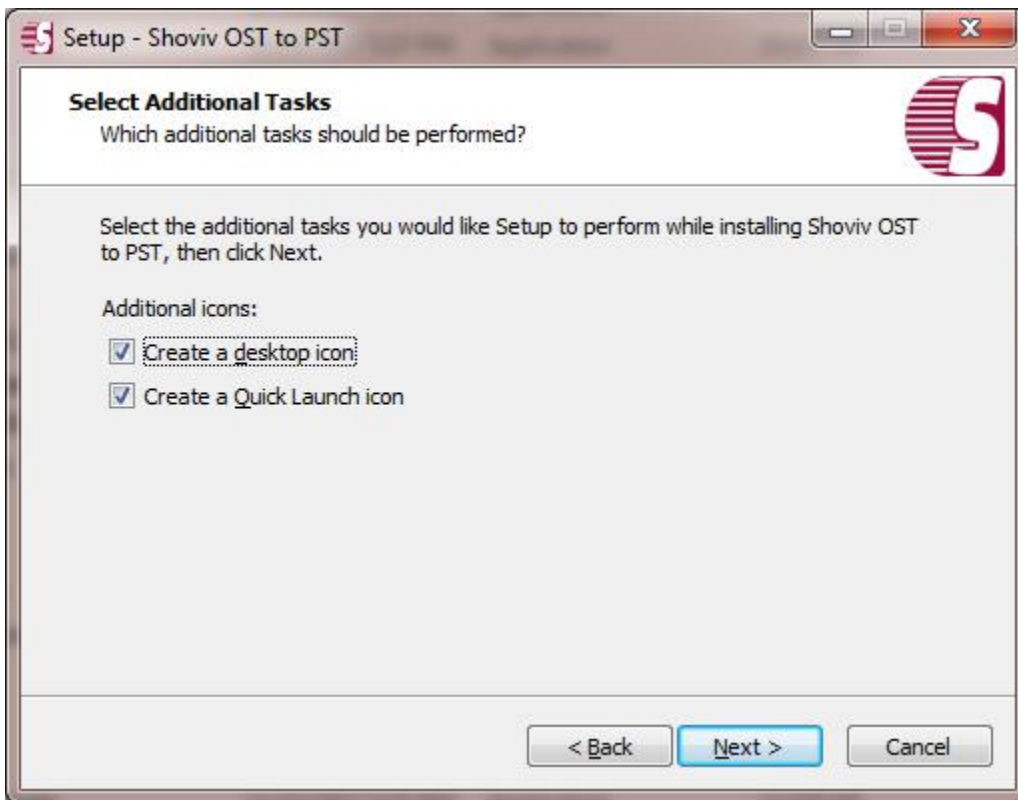 Setup - Shoviv OST to PST
Select Additional Tasks
Which additional tasks should be performed?
Select the additional tasks you would like Setup to perform while installing Shoviv OST
to PST, then click Next.
Additional icons:
Create a desktop icon
Create a Quick Launch icon
< Back
Next >
Cancel